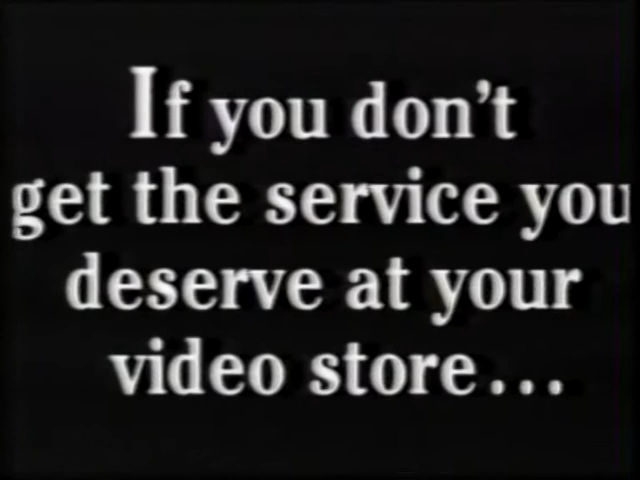 If you don't
get the service you
deserve at your
video store...